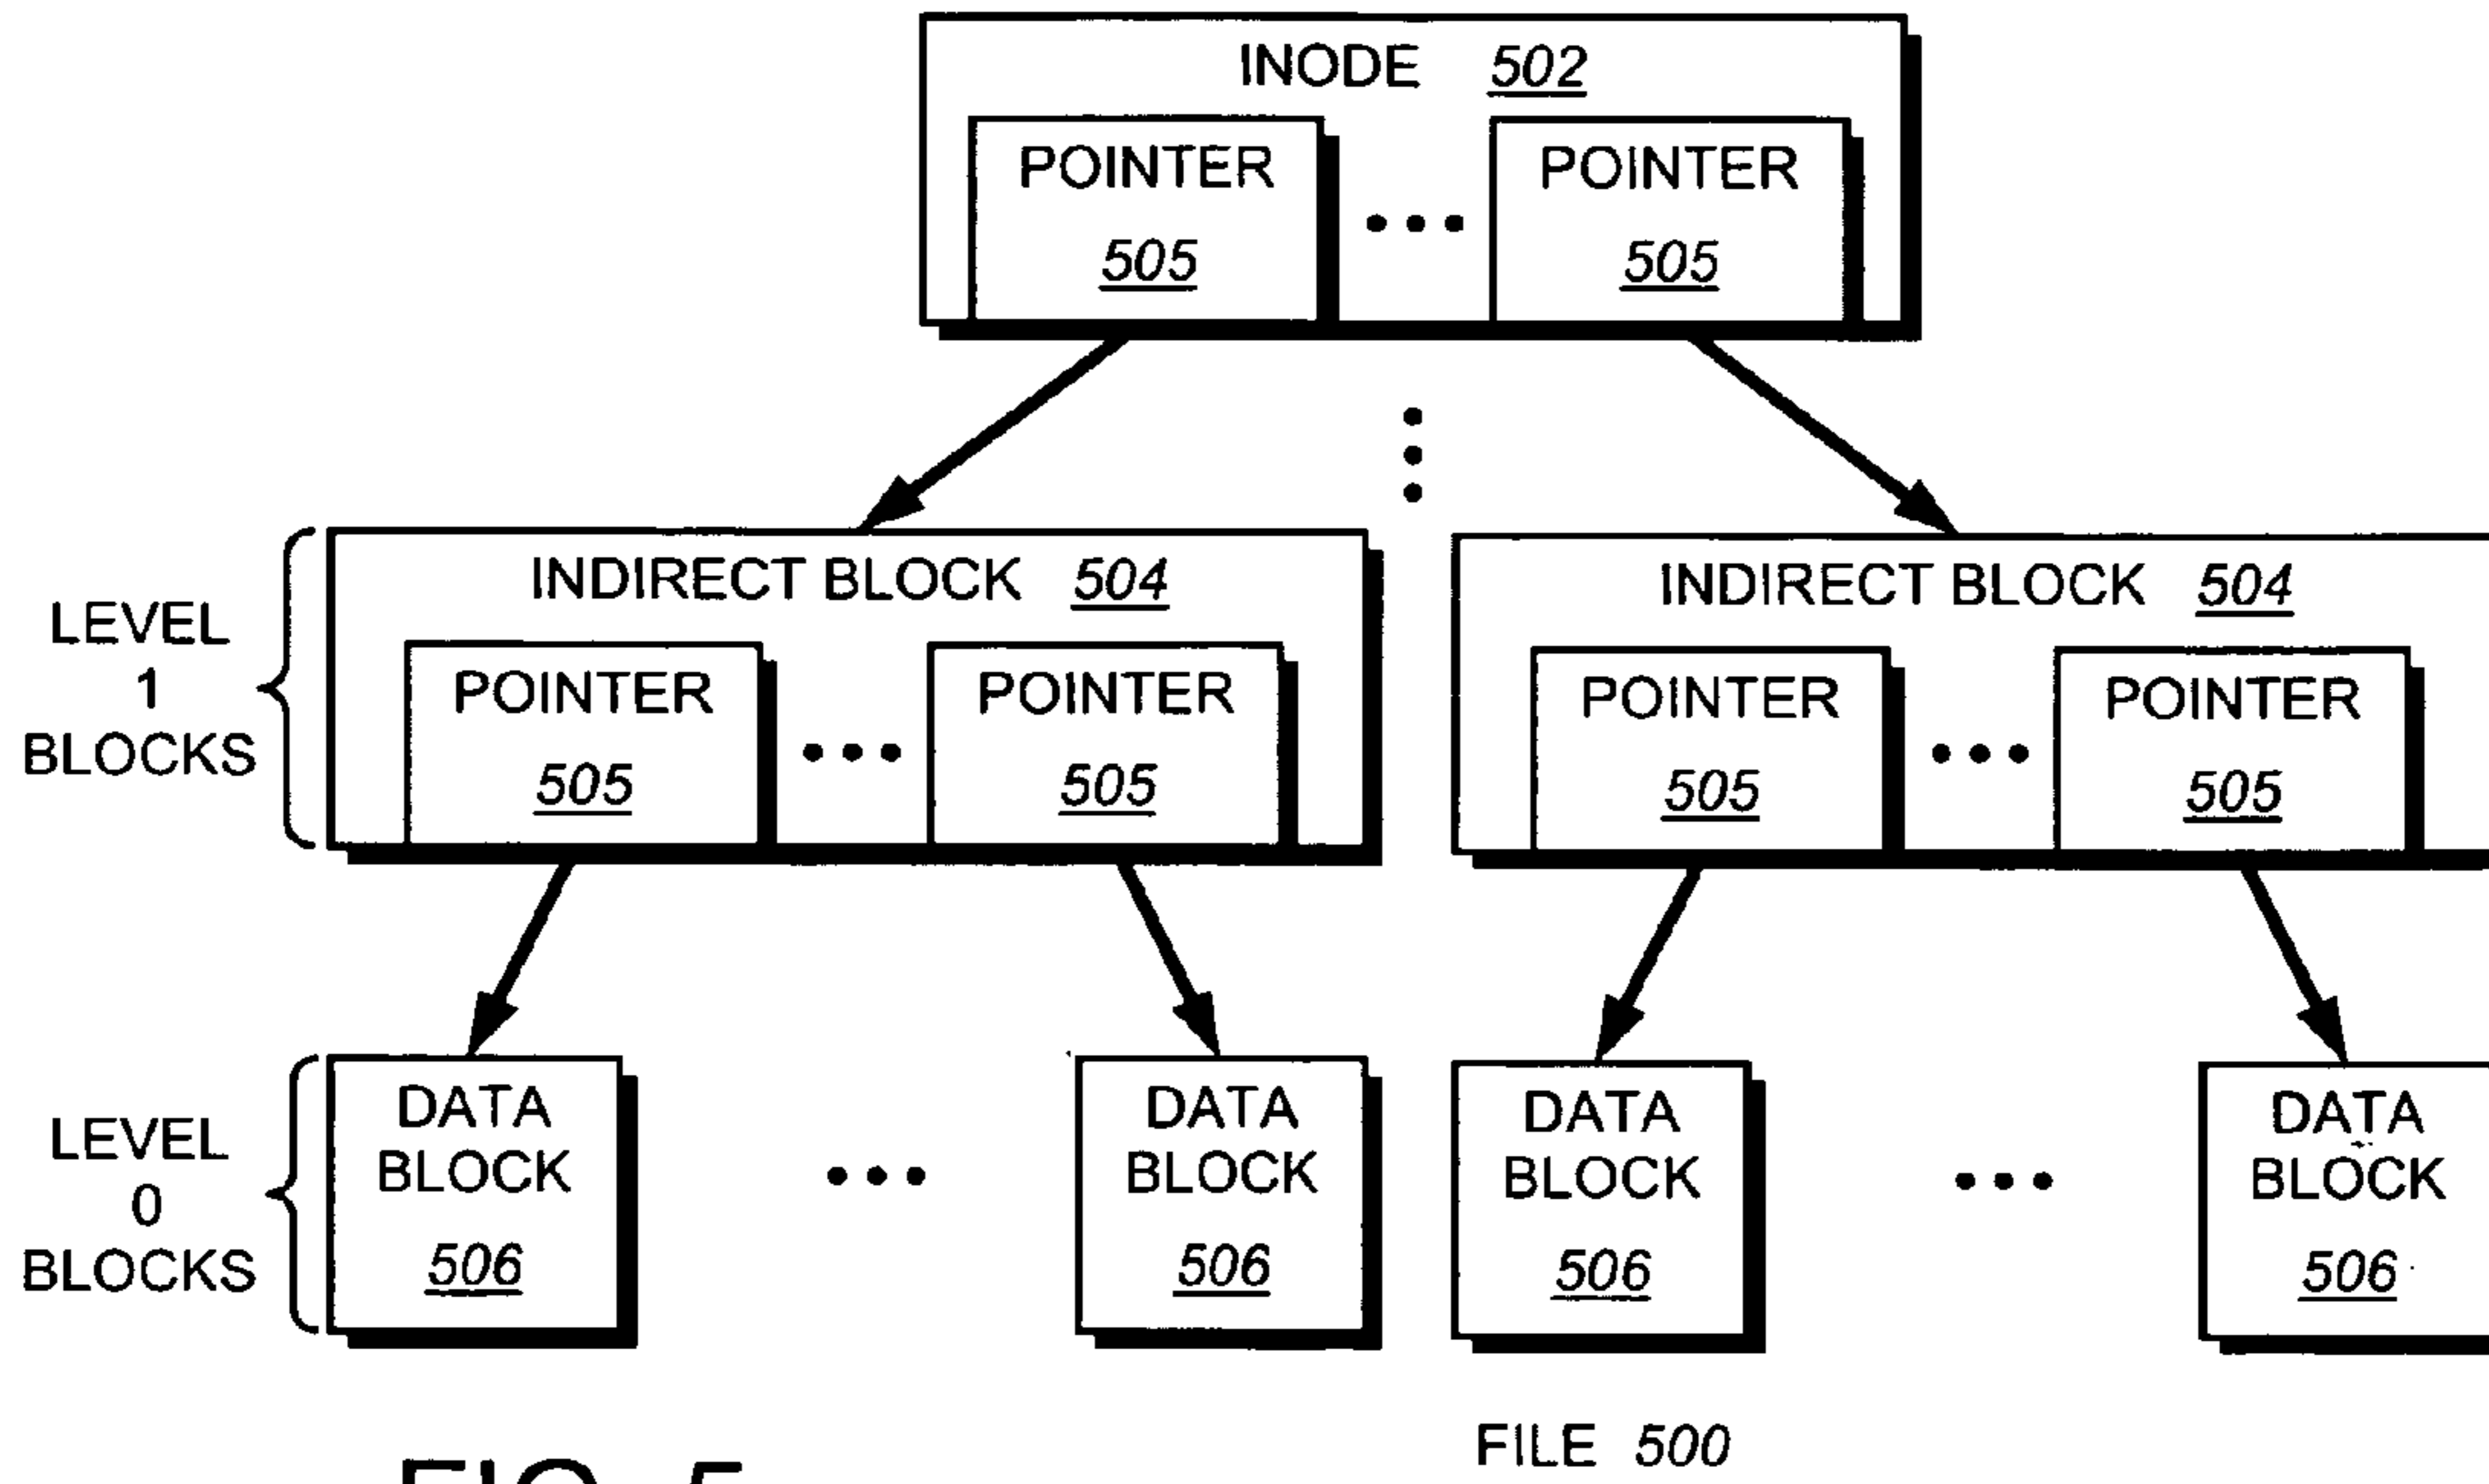 INODE 502
POINTER POINTER
505 505
INDIRECT BLOCK 504
INDIRECT BLOCK 504
LEVEL
1
BLOCKS
POINTER POINTER
505 505
POINTER POINTER
505 505
LEVEL
0
BLOCKS
DATA
BLOCK
506
DATA
BLOCK
506
DATA
BLOCK
506
DATA
BLOCK
506
FILE 500
FIG. 5